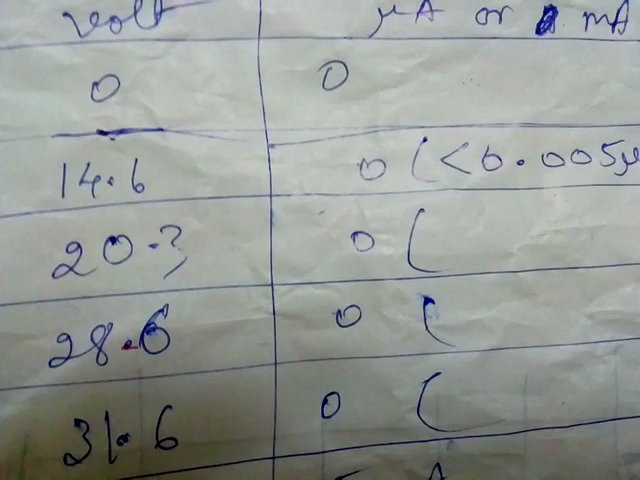 volt μA or mA
0 0
14.6 0 (<0.005μ
20.3 0 (
28.6 0 (
31.6 0 (